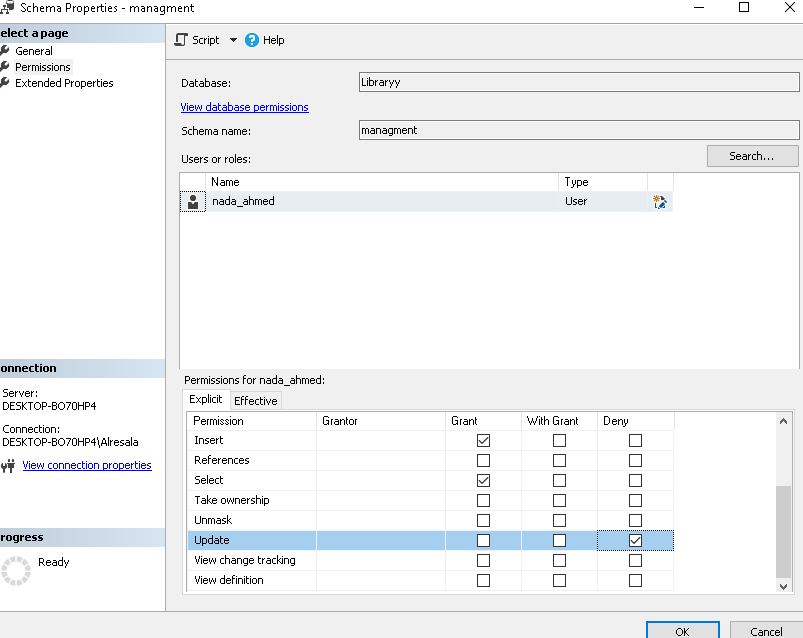 Schema Properties - managment
elect a page
General
Permissions
Extended Properties
Script
Help
Database: Libraryy
View database permissions
Schema name: managment
Users or roles: Search...
Name Type
nada_ahmed User
Permissions for nada_ahmed:
Explicit Effective
Permission Grantor Grant With Grant Deny
Insert
References
Select
Take ownership
Unmask
Update
View change tracking
View definition
onnection
Server:
DESKTOP-BO70HP4
Connection:
DESKTOP-BO70HP4\Alresala
View connection properties
rogress
Ready
OK Cancel